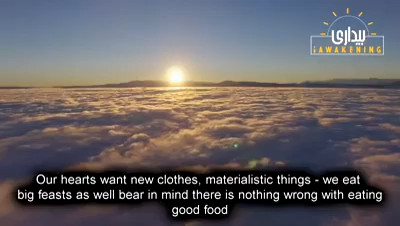 بیداری
iAWAKENING
Our hearts want new clothes, materialistic things - we eat
big feasts as well bear in mind there is nothing wrong with eating
good food